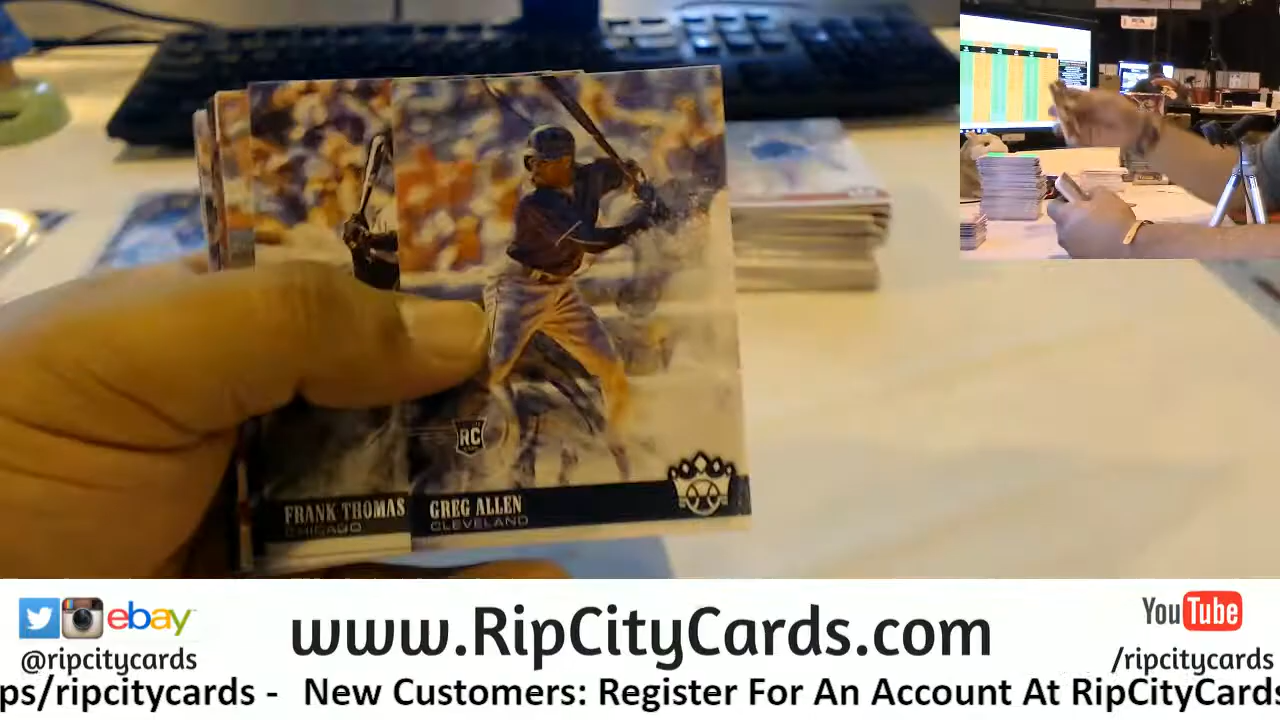 RC
FRANK THOMAS
CHICAGO
GREG ALLEN
CLEVELAND
ebay
@ripcitycards
www.RipCityCards.com
YouTube
/ripcitycards
ps/ripcitycards - New Customers: Register For An Account At RipCityCards